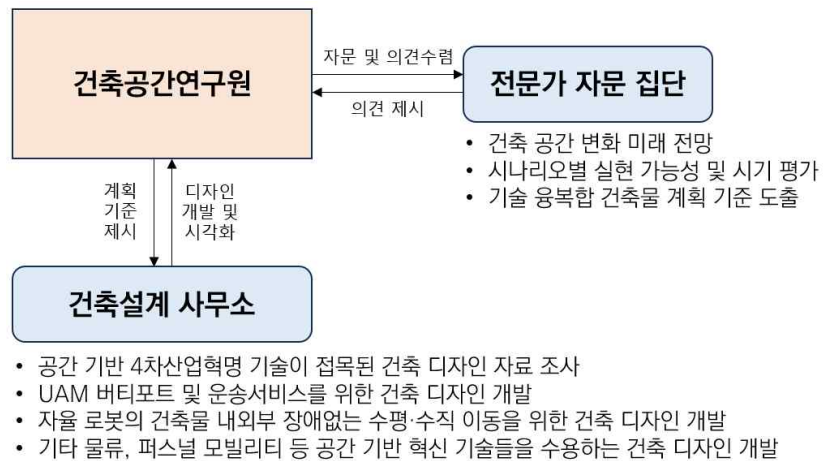 건축공간연구원
자문 및 의견수렴
의견 제시
전문가 자문 집단
• 건축 공간 변화 미래 전망
• 시나리오별 실현 가능성 및 시기 평가
• 기술 융복합 건축물 계획 기준 도출
계획
기준
제시
디자인
개발 및
시각화
건축설계 사무소
• 공간 기반 4차산업혁명 기술이 접목된 건축 디자인 자료 조사
• UAM 버티포트 및 운송서비스를 위한 건축 디자인 개발
• 자율 로봇의 건축물 내외부 장애없는 수평·수직 이동을 위한 건축 디자인 개발
• 기타 물류, 퍼스널 모빌리티 등 공간 기반 혁신 기술들을 수용하는 건축 디자인 개발